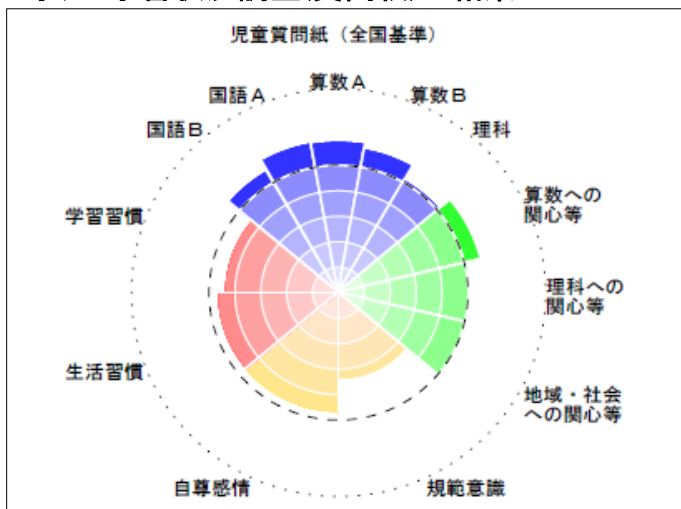 児童質問紙（全国基準）
算数A
国語A
算数B
国語B
理科
学習習慣
算数への
関心等
理科への
関心等
生活習慣
地域・社会
への関心等
自尊感情
規範意識